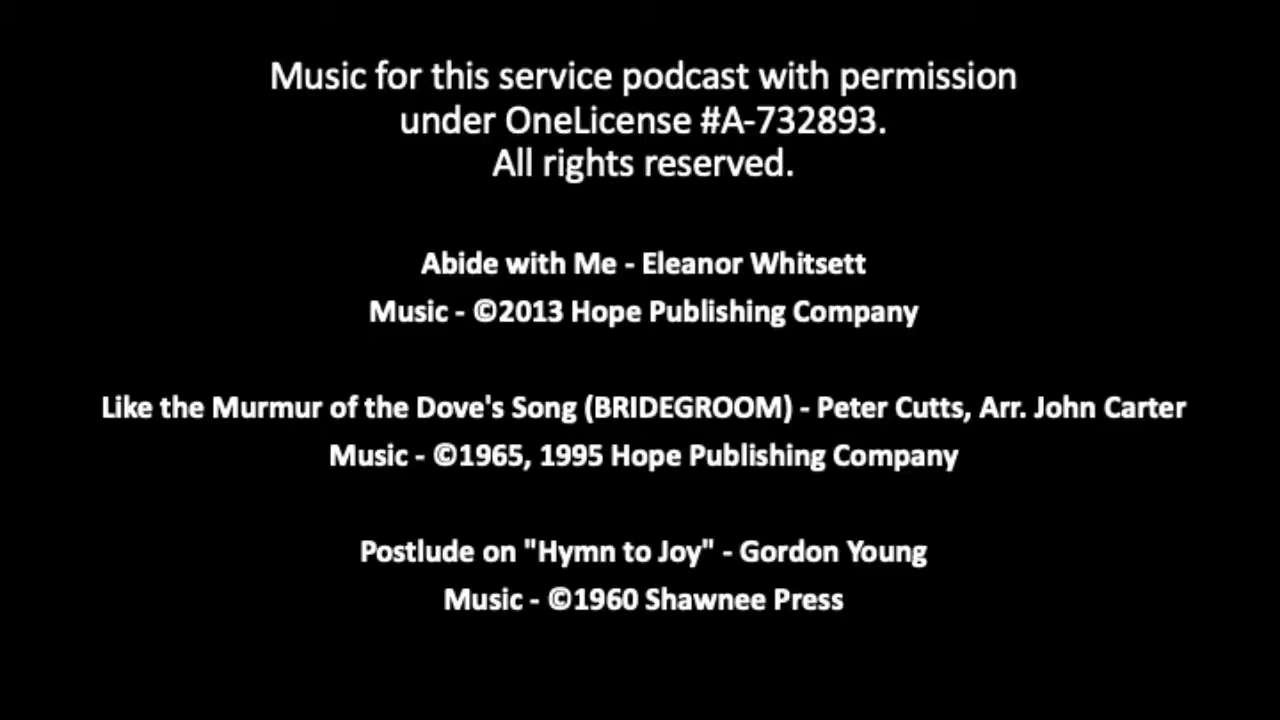 Music for this service podcast with permission
under OneLicense #A-732893.
All rights reserved.
Abide with Me - Eleanor Whitsett
Music - ©2013 Hope Publishing Company
Like the Murmur of the Dove's Song (BRIDEGROOM) - Peter Cutts, Arr. John Carter
Music - ©1965, 1995 Hope Publishing Company
Postlude on "Hymn to Joy" - Gordon Young
Music - ©1960 Shawnee Press